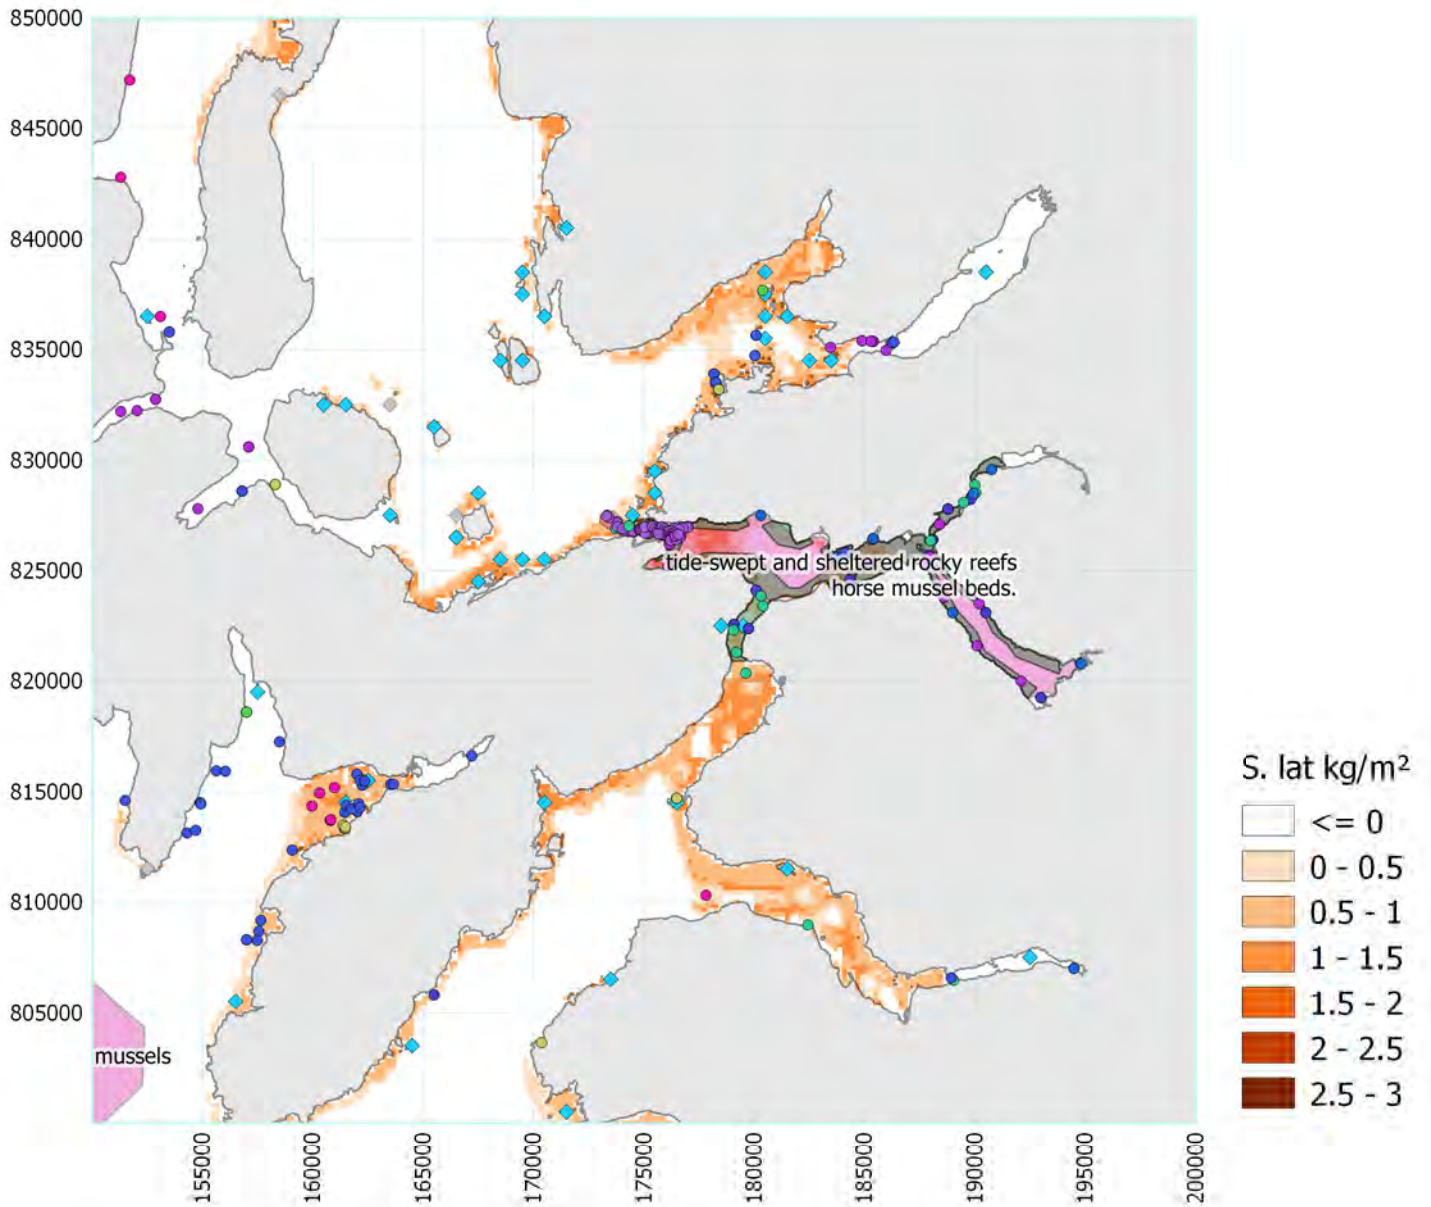 850000
845000
840000
835000
830000
825000
820000
815000
810000
805000
tide-swept and sheltered rocky reefs
horse mussel beds.
mussels
155000
160000
165000
170000
175000
180000
185000
190000
195000
200000
S. lat kg/m²
<= 0
0 - 0.5
0.5 - 1
1 - 1.5
1.5 - 2
2 - 2.5
2.5 - 3